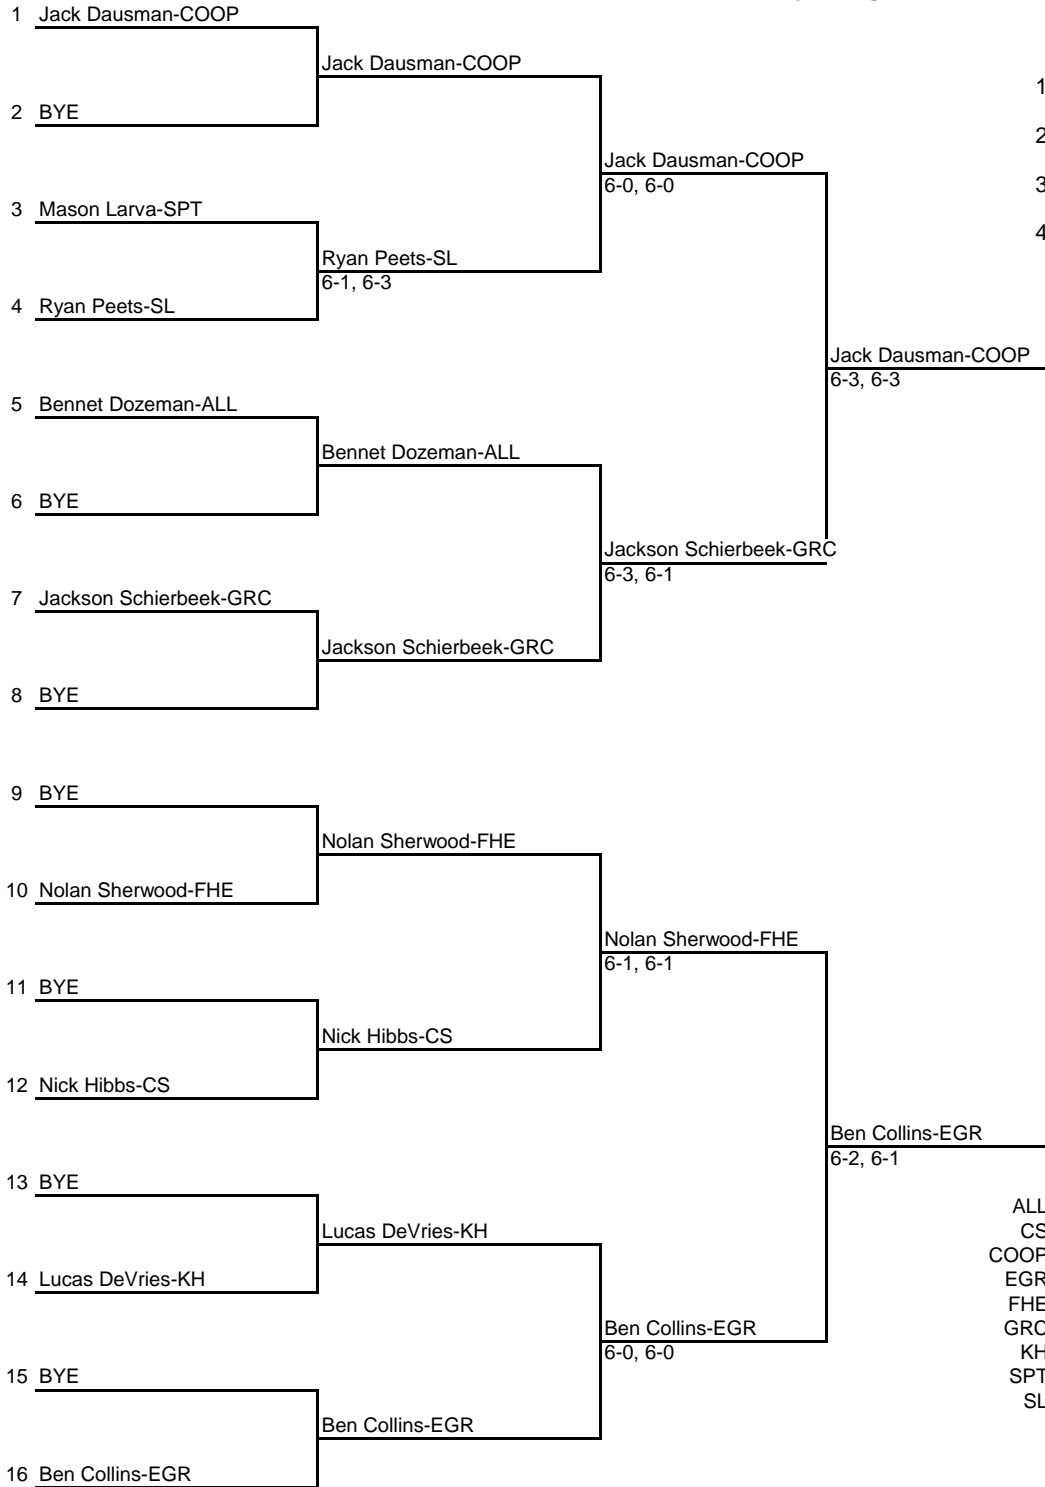 1 Jack Dausman-COOP
Jack Dausman-COOP
1
2 BYE
2
Jack Dausman-COOP
6-0, 6-0
3
3 Mason Larva-SPT
4
Ryan Peets-SL
6-1, 6-3
4 Ryan Peets-SL
Jack Dausman-COOP
6-3, 6-3
5 Bennet Dozeman-ALL
Bennet Dozeman-ALL
6 BYE
Jackson Schierbeek-GRC
6-3, 6-1
7 Jackson Schierbeek-GRC
Jackson Schierbeek-GRC
8 BYE
9 BYE
Nolan Sherwood-FHE
10 Nolan Sherwood-FHE
Nolan Sherwood-FHE
6-1, 6-1
11 BYE
Nick Hibbs-CS
12 Nick Hibbs-CS
Ben Collins-EGR
6-2, 6-1
13 BYE
ALL
Lucas DeVries-KH
CS
COOP
14 Lucas DeVries-KH
EGR
FHE
Ben Collins-EGR
GRC
6-0, 6-0
KH
15 BYE
SPT
SL
Ben Collins-EGR
16 Ben Collins-EGR